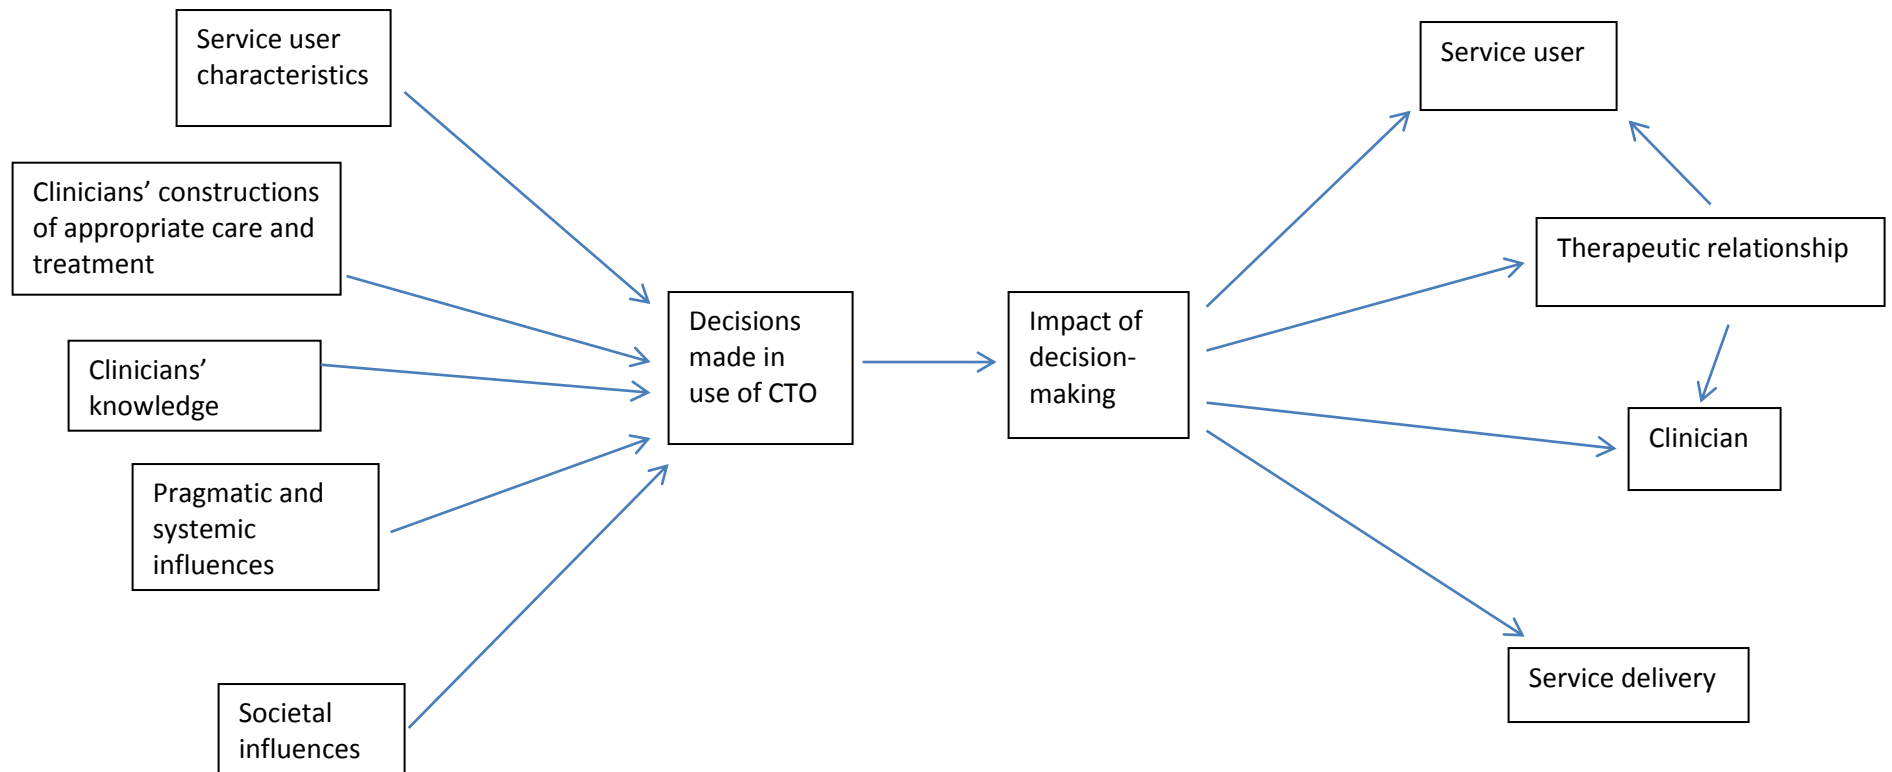 Service user
characteristics
Clinicians’ constructions
of appropriate care and
treatment
Clinicians’
knowledge
Pragmatic and
systemic
influences
Societal
influences
Decisions
made in
use of CTO
Impact of
decision-
making
Service user
Therapeutic relationship
Clinician
Service delivery